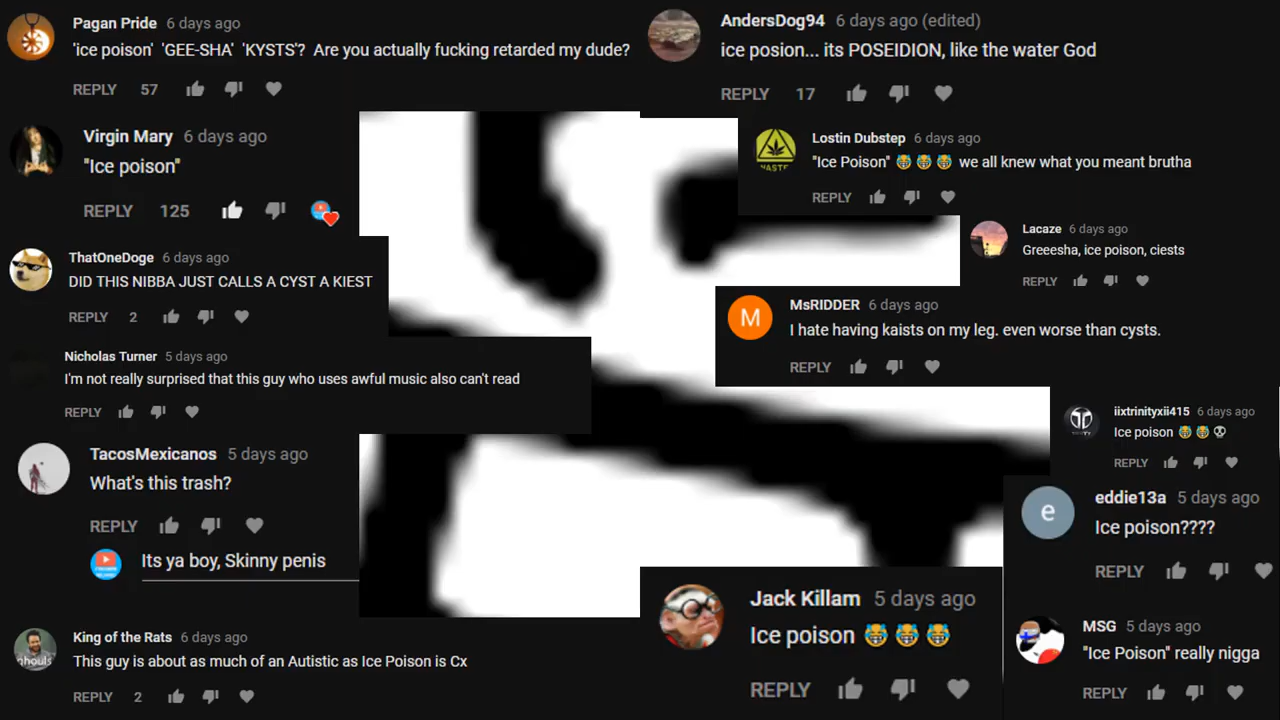 Pagan Pride 6 days ago
'ice poison' 'GEE-SHA' 'KYSTS'? Are you actually fucking retarded my dude?
REPLY 57
AndersDog94 6 days ago (edited)
ice posion... its POSEIDION, like the water God
REPLY 17
Virgin Mary 6 days ago
"Ice poison"
REPLY 125
Lostin Dubstep 6 days ago
"Ice Poison" 😹 😹 😹 we all knew what you meant brutha
REPLY
Lacaze 6 days ago
Greeesha, ice poison, ciests
REPLY
ThatOneDoge 6 days ago
DID THIS NIBBA JUST CALLS A CYST A KIEST
REPLY 2
MsRIDDER 6 days ago
M
I hate having kaists on my leg. even worse than cysts.
REPLY
Nicholas Turner 5 days ago
I'm not really surprised that this guy who uses awful music also can't read
REPLY
iixtrinityxii415 6 days ago
Ice poison 😹 😹 💀
REPLY
TacosMexicanos 5 days ago
What's this trash?
REPLY
Its ya boy, Skinny penis
eddie13a 5 days ago
e
Ice poison????
REPLY
Jack Killam 5 days ago
Ice poison 😹 😹 😹
REPLY
MSG 5 days ago
"Ice Poison" really nigga
REPLY
King of the Rats 6 days ago
ghouls
This guy is about as much of an Autistic as Ice Poison is Cx
REPLY 2